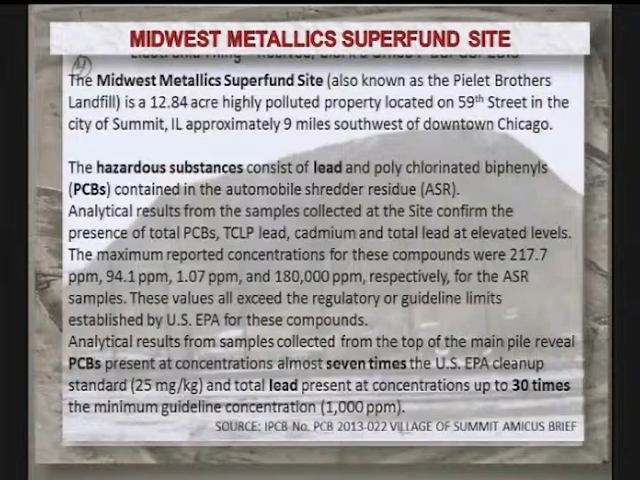 MIDWEST METALLICS SUPERFUND SITE
The Midwest Metallics Superfund Site (also known as the Pielet Brothers
Landfill) is a 12.84 acre highly polluted property located on 59th Street in the
city of Summit, IL approximately 9 miles southwest of downtown Chicago.
The hazardous substances consist of lead and poly chlorinated biphenyls
(PCBs) contained in the automobile shredder residue (ASR).
Analytical results from the samples collected at the Site confirm the
presence of total PCBs, TCLP lead, cadmium and total lead at elevated levels.
The maximum reported concentrations for these compounds were 217.7
ppm, 94.1 ppm, 1.07 ppm, and 180,000 ppm, respectively, for the ASR
samples. These values all exceed the regulatory or guideline limits
established by U.S. EPA for these compounds.
Analytical results from samples collected from the top of the main pile reveal
PCBs present at concentrations almost seven times the U.S. EPA cleanup
standard (25 mg/kg) and total lead present at concentrations up to 30 times
the minimum guideline concentration (1,000 ppm).
SOURCE: IPCB No. PCB 2013-022 VILLAGE OF SUMMIT AMICUS BRIEF